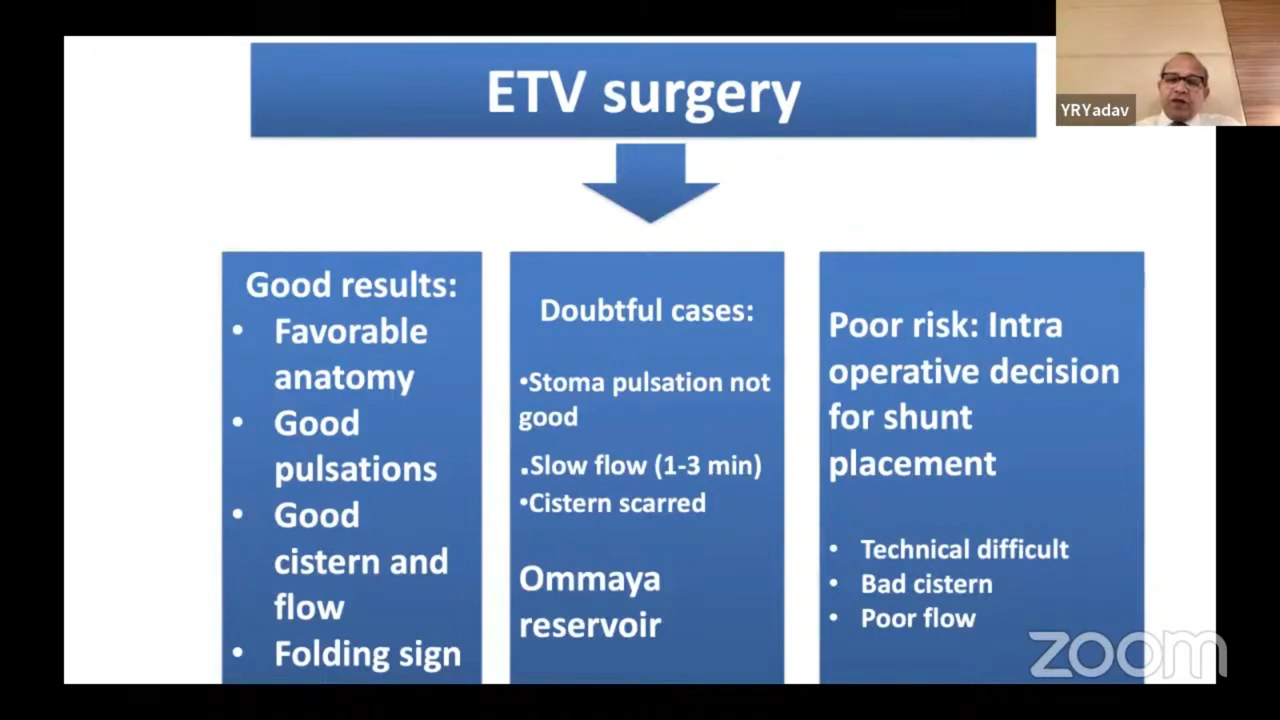 ETV surgery
YRYadav
Good results:
• Favorable
anatomy
• Good
pulsations
• Good
cistern and
flow
• Folding sign
Doubtful cases:
•Stoma pulsation not
good
.Slow flow (1-3 min)
•Cistern scarred
Ommaya
reservoir
Poor risk: Intra
operative decision
for shunt
placement
• Technical difficult
• Bad cistern
• Poor flow
zoom